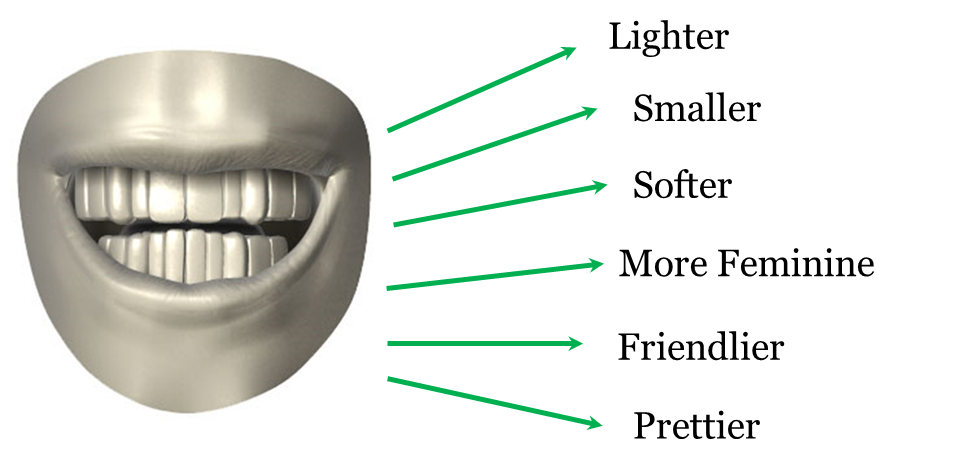 Lighter
Smaller
Softer
More Feminine
Friendlier
Prettier